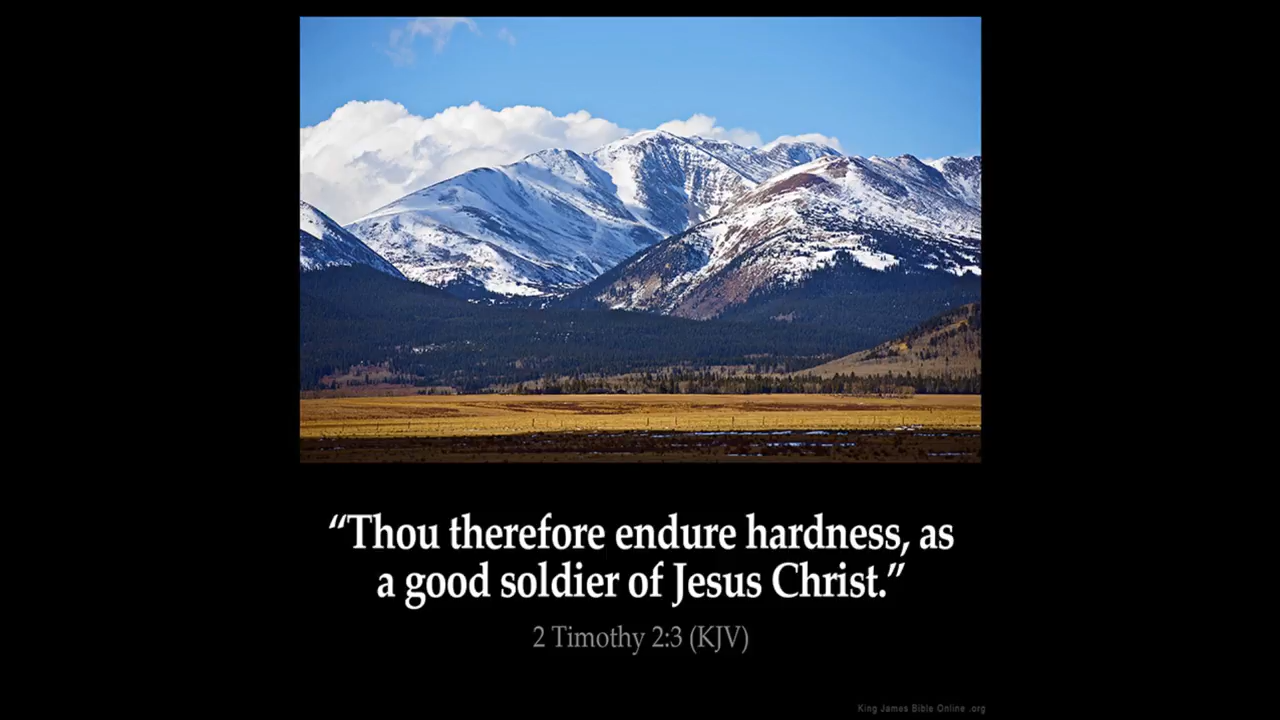 “Thou therefore endure hardness, as
a good soldier of Jesus Christ.”
2 Timothy 2:3 (KJV)
King James Bible Online .org